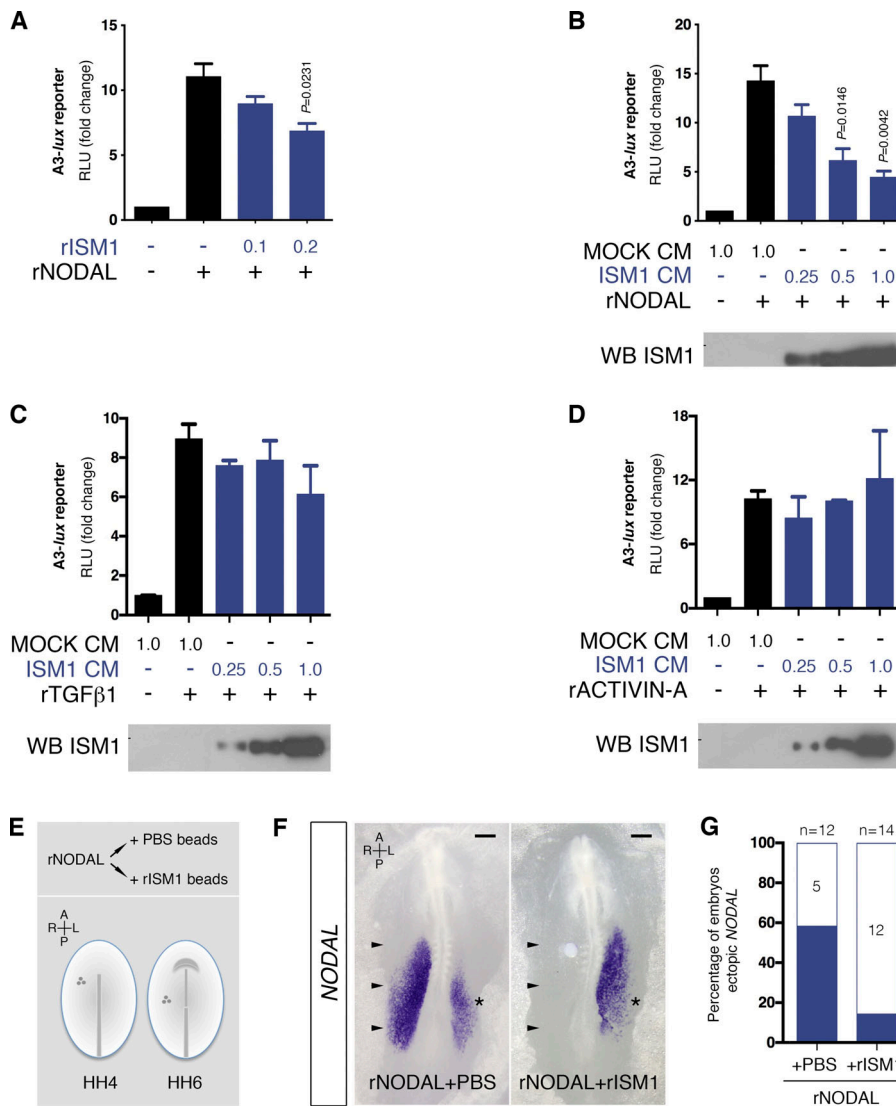 A
A3-lux reporter
RLU (fold change)
15
10
5
0
P=0.0231
rISM1 - - 0.1 0.2
rNODAL - + + +
B
A3-lux reporter
RLU (fold change)
20
15
10
5
0
P=0.0146
P=0.0042
MOCK CM 1.0 1.0 - - -
ISM1 CM - - 0.25 0.5 1.0
rNODAL - + + + +
WB ISM1
C
A3-lux reporter
RLU (fold change)
10
8
6
4
2
0
MOCK CM 1.0 1.0 - - -
ISM1 CM - - 0.25 0.5 1.0
rTGFβ1 - + + + +
WB ISM1
D
A3-lux reporter
RLU (fold change)
18
12
6
0
MOCK CM 1.0 1.0 - - -
ISM1 CM - - 0.25 0.5 1.0
rACTIVIN-A - + + + +
WB ISM1
E
rNODAL
+ PBS beads
+ rISM1 beads
A
R L
P
HH4 HH6
F
NODAL
A
R L
P
*
rNODAL+PBS
*
rNODAL+rISM1
G
Percentage of embryos
ectopic NODAL
n=12 n=14
100
80
60
40
20
0
5
12
+PBS +rISM1
rNODAL